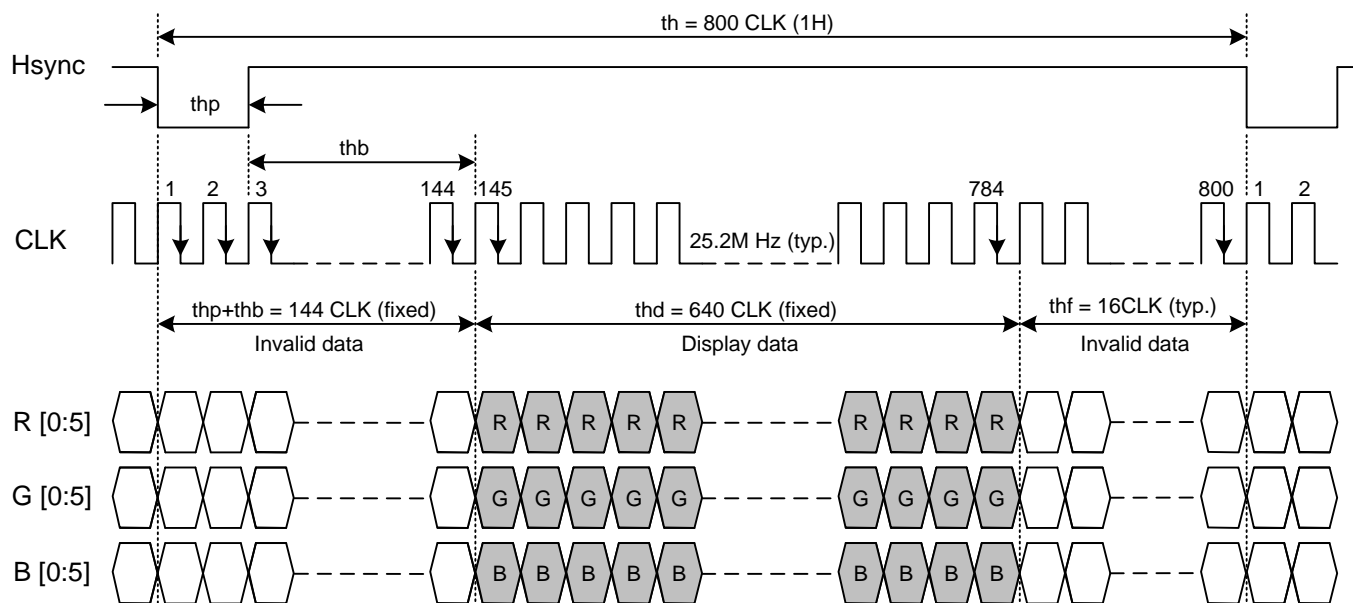 th = 800 CLK (1H)
Hsync
thp
thb
1 2 3 144 145 784 800 1 2
CLK
25.2M Hz (typ.)
thp+thb = 144 CLK (fixed) thd = 640 CLK (fixed) thf = 16CLK (typ.)
Invalid data Display data Invalid data
R [0:5] R R R R R R R R R
G [0:5] G G G G G G G G G
B [0:5] B B B B B B B B B